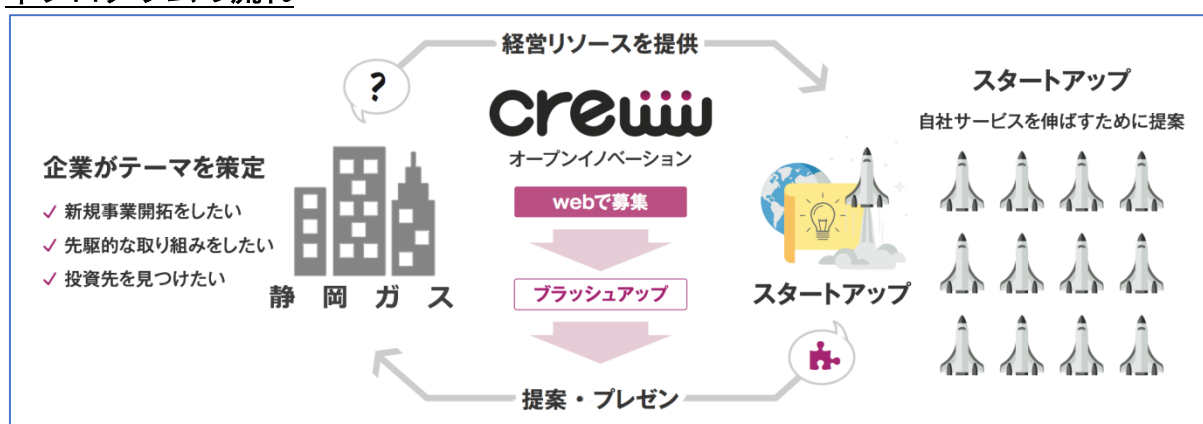 経営リソースを提供
?
creww
オープンイノベーション
企業がテーマを策定
✓ 新規事業開拓をしたい
✓ 先駆的な取り組みをしたい
✓ 投資先を見つけたい
静岡ガス
webで募集
ブラッシュアップ
提案・プレゼン
スタートアップ
スタートアップ
自社サービスを伸ばすために提案